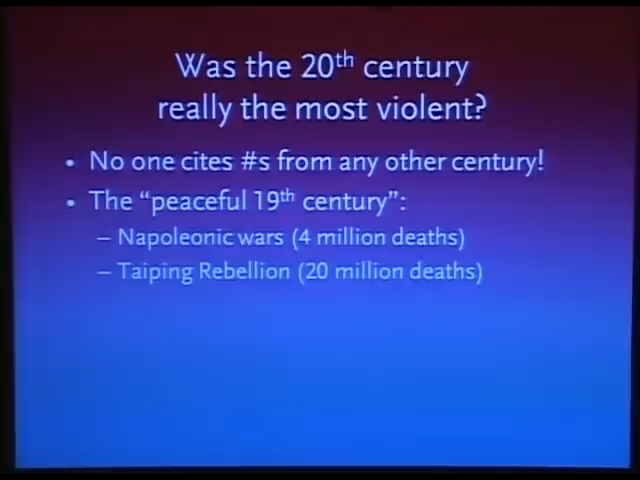 Was the 20th century
really the most violent?
• No one cites #s from any other century!
• The “peaceful 19th century”:
– Napoleonic wars (4 million deaths)
– Taiping Rebellion (20 million deaths)